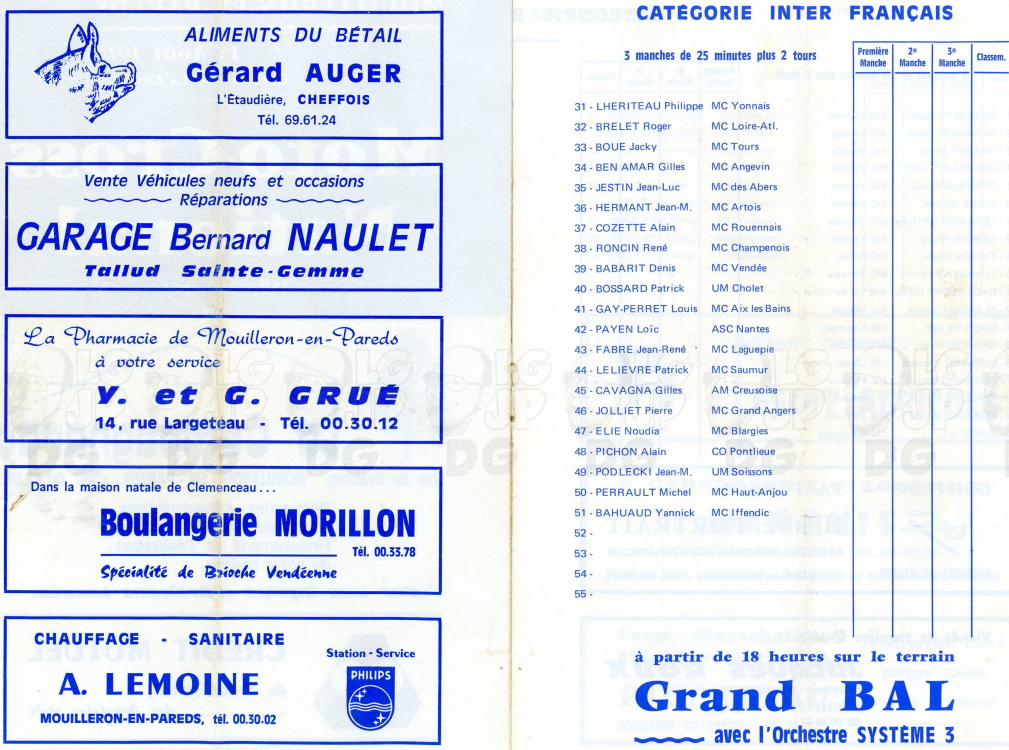 ALIMENTS DU BÉTAIL
Gérard AUGER
L'Étaudière, CHEFFOIS
Tél. 69.61.24
Vente Véhicules neufs et occasions
Réparations
GARAGE Bernard NAULET
Tallud Sainte-Gemme
La Pharmacie de Mouilleron-en-Pareds
à votre service
Y. et G. GRUÉ
14, rue Largeteau - Tél. 00.30.12
Dans la maison natale de Clemenceau...
Boulangerie MORILLON
Tél. 00.33.78
Spécialité de Brioche Vendéenne
CHAUFFAGE - SANITAIRE
Station-Service
A. LEMOINE
PHILIPS
MOUILLERON-EN-PAREDS, tél. 00.30.02
CATÉGORIE INTER FRANÇAIS
3 manches de 25 minutes plus 2 tours
Première Manche
2e Manche
3e Manche
Classem.
31 - LHERITEAU Philippe MC Yonnais
32 - BRELET Roger MC Loire-Atl.
33 - BOUE Jacky MC Tours
34 - BEN AMAR Gilles MC Angevin
35 - JESTIN Jean-Luc MC des Abers
36 - HERMANT Jean-M. MC Artois
37 - COZETTE Alain MC Rouennais
38 - RONCIN René MC Champenois
39 - BABARIT Denis MC Vendée
40 - BOSSARD Patrick UM Cholet
41 - GAY-PERRET Louis MC Aix les Bains
42 - PAYEN Loïc ASC Nantes
43 - FABRE Jean-René MC Laguepie
44 - LELIEVRE Patrick MC Saumur
45 - CAVAGNA Gilles AM Creusoise
46 - JOLLIET Pierre MC Grand Angers
47 - ELIE Noudia MC Blargies
48 - PICHON Alain CO Pontlieue
49 - PODLECKI Jean-M. UM Soissons
50 - PERRAULT Michel MC Haut-Anjou
51 - BAHUAUD Yannick MC Iffendic
52 -
53 -
54 -
55 -
à partir de 18 heures sur le terrain
Grand BAL
avec l'Orchestre SYSTÈME 3